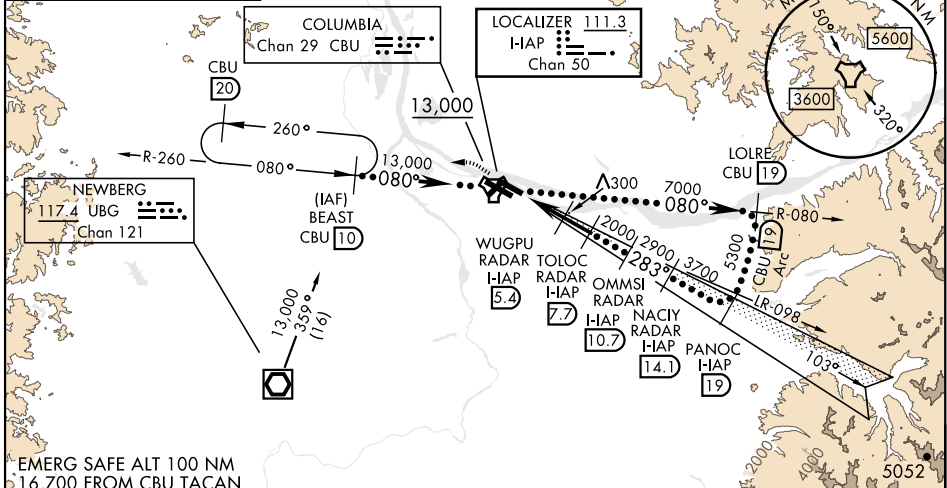 COLUMBIA
Chan 29 CBU
LOCALIZER 111.3
I-IAP
Chan 50
150°
5600
3600
320°
NM
CBU
20
260°
R-260
080°
13,000
080°
13,000
(IAF)
BEAST
CBU 10
NEWBERG
117.4 UBG
Chan 121
13,000
359°
(16)
Λ300
7000
080°
LOLRE
CBU 19
R-080
5300
CBU 19
Arc
2000
2900
3700
283°
LR-098
103°
WUGPU
RADAR
I-IAP
5.4
TOLOC
RADAR
I-IAP
7.7
OMMSI
RADAR
I-IAP
10.7
NACIY
RADAR
I-IAP
14.1
PANOC
I-IAP
19
2000
4000
5052
EMERG SAFE ALT 100 NM
16,700 FROM CBU TACAN